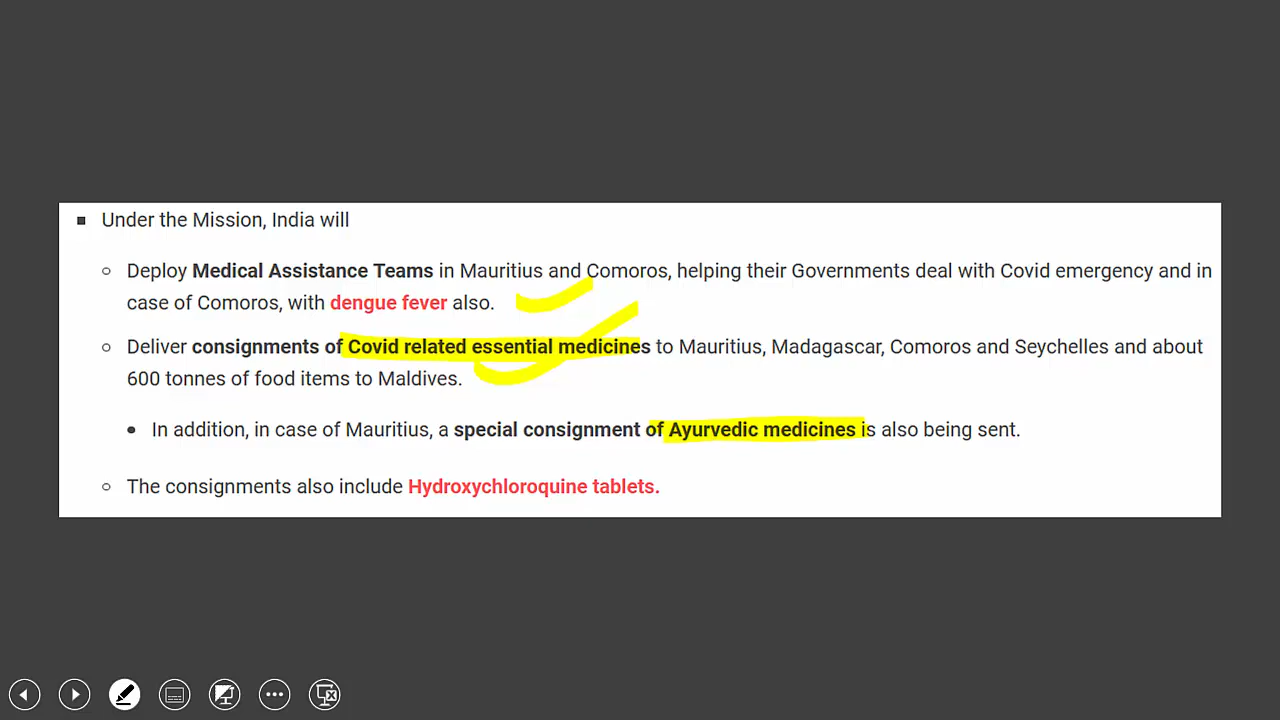 Under the Mission, India will
Deploy Medical Assistance Teams in Mauritius and Comoros, helping their Governments deal with Covid emergency and in
case of Comoros, with dengue fever also.
Deliver consignments of Covid related essential medicines to Mauritius, Madagascar, Comoros and Seychelles and about
600 tonnes of food items to Maldives.
In addition, in case of Mauritius, a special consignment of Ayurvedic medicines is also being sent.
The consignments also include Hydroxychloroquine tablets.